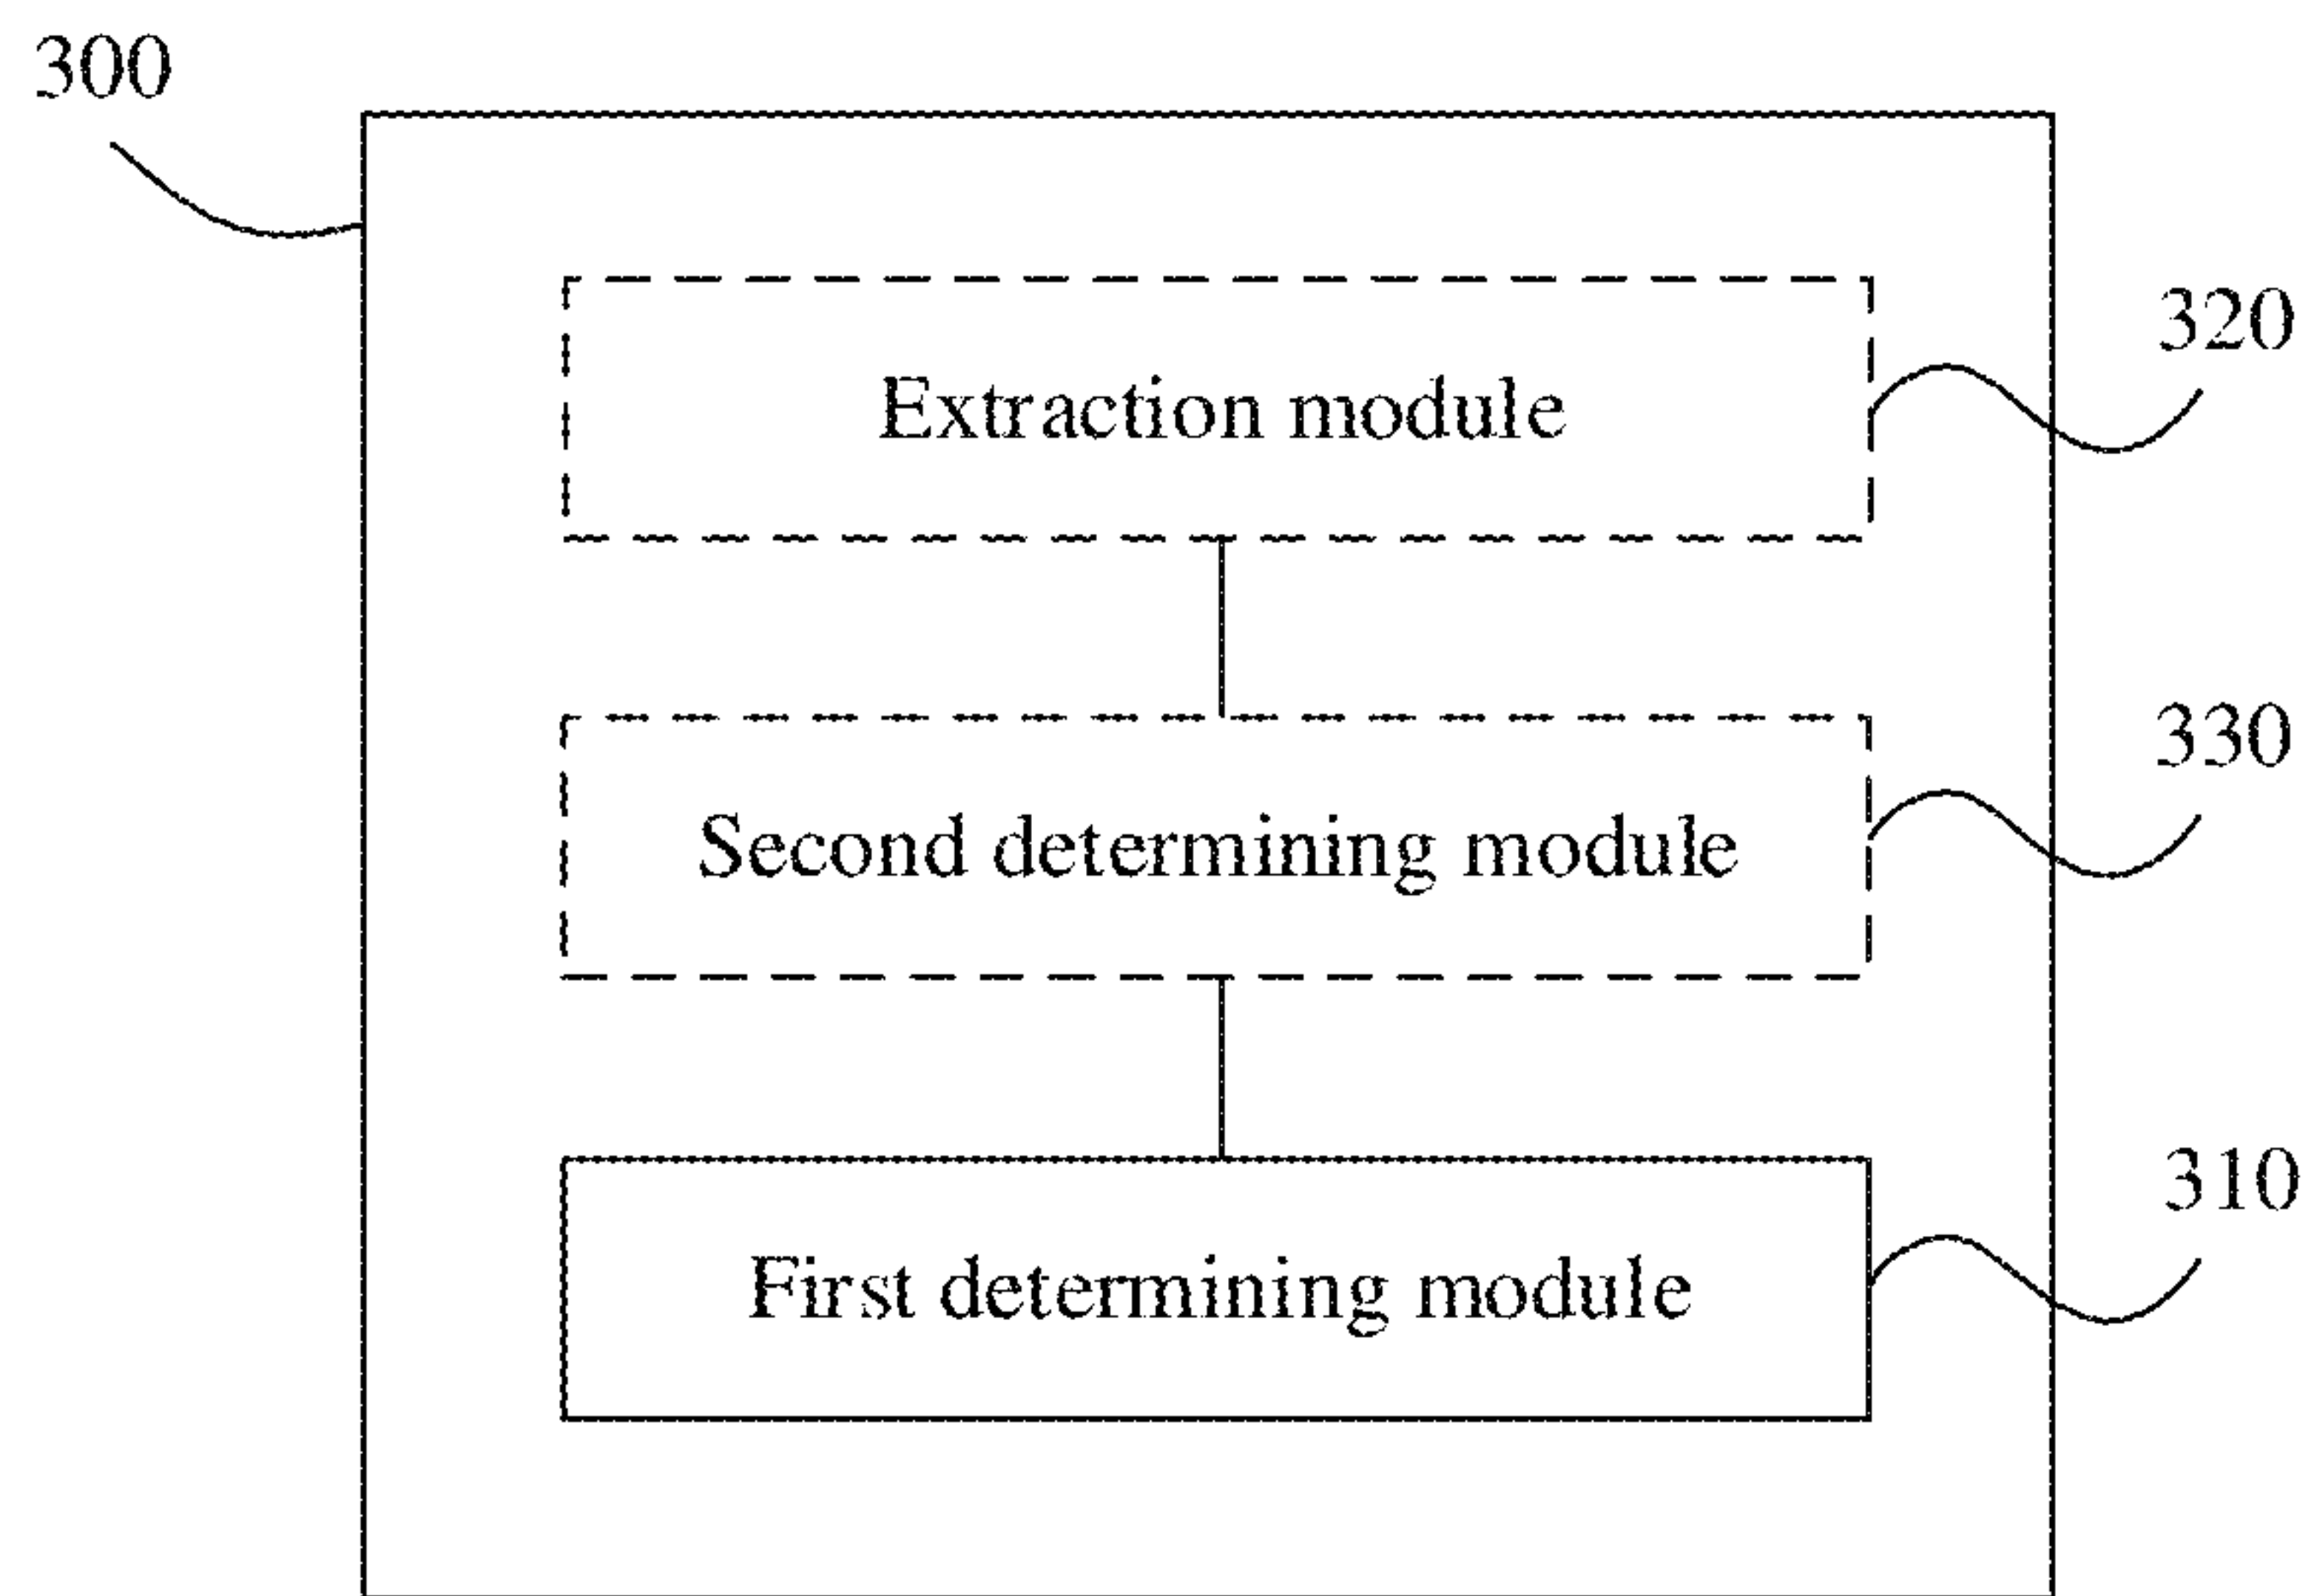 300
320
Extraction module
330
Second determining module
310
First determining module